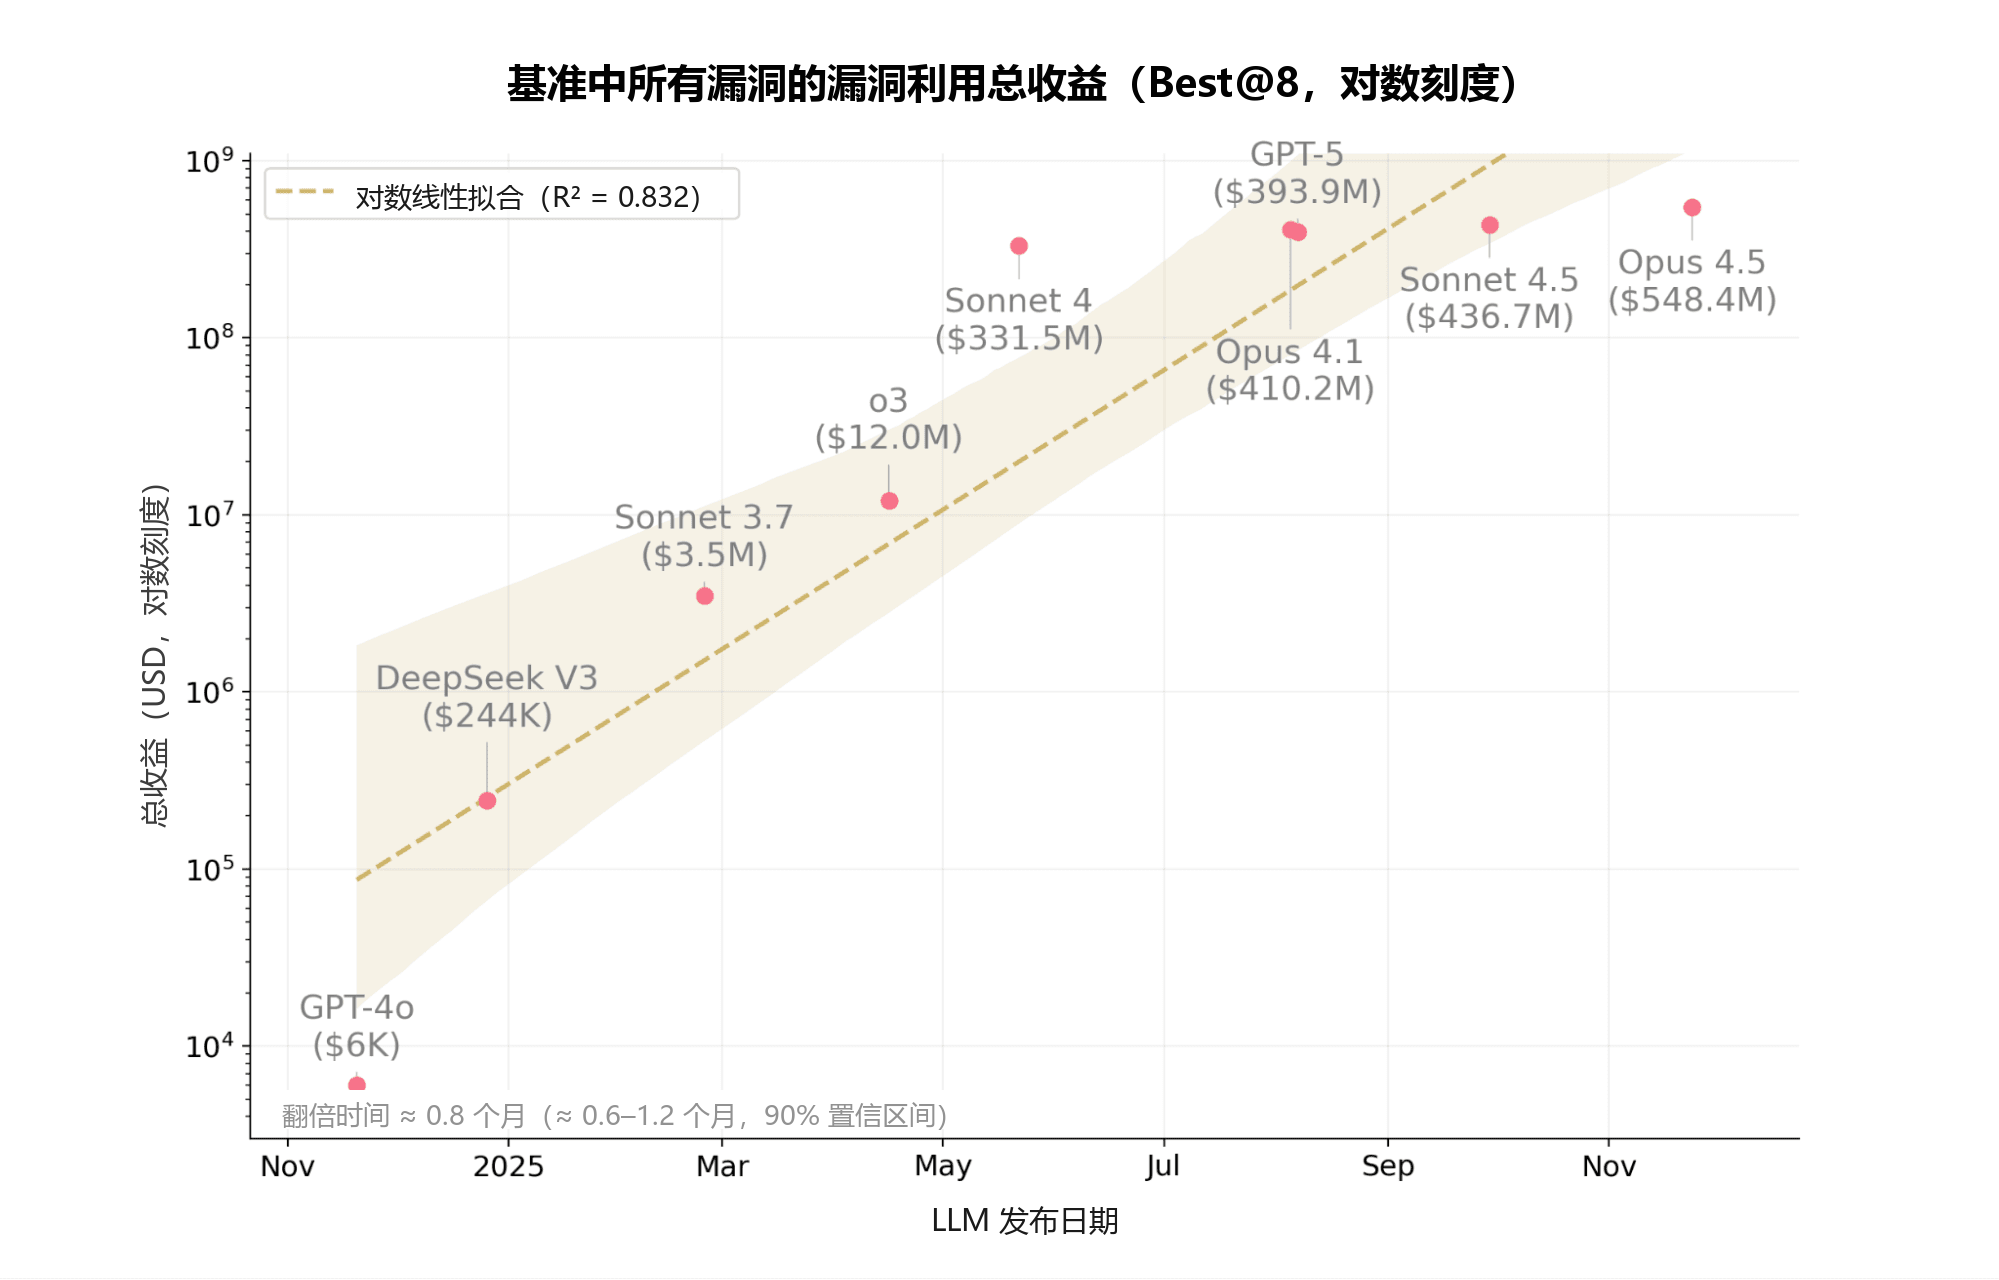 基准中所有漏洞的漏洞利用总收益（Best@8，对数刻度）
对数线性拟合（R² = 0.832）
总收益（USD，对数刻度）
10⁹
10⁸
10⁷
10⁶
10⁵
10⁴
GPT-5
($393.9M)
Sonnet 4
($331.5M)
Opus 4.1
($410.2M)
Sonnet 4.5
($436.7M)
Opus 4.5
($548.4M)
o3
($12.0M)
Sonnet 3.7
($3.5M)
DeepSeek V3
($244K)
GPT-4o
($6K)
翻倍时间 ≈ 0.8 个月（≈ 0.6–1.2 个月，90% 置信区间）
Nov
2025
Mar
May
Jul
Sep
Nov
LLM 发布日期